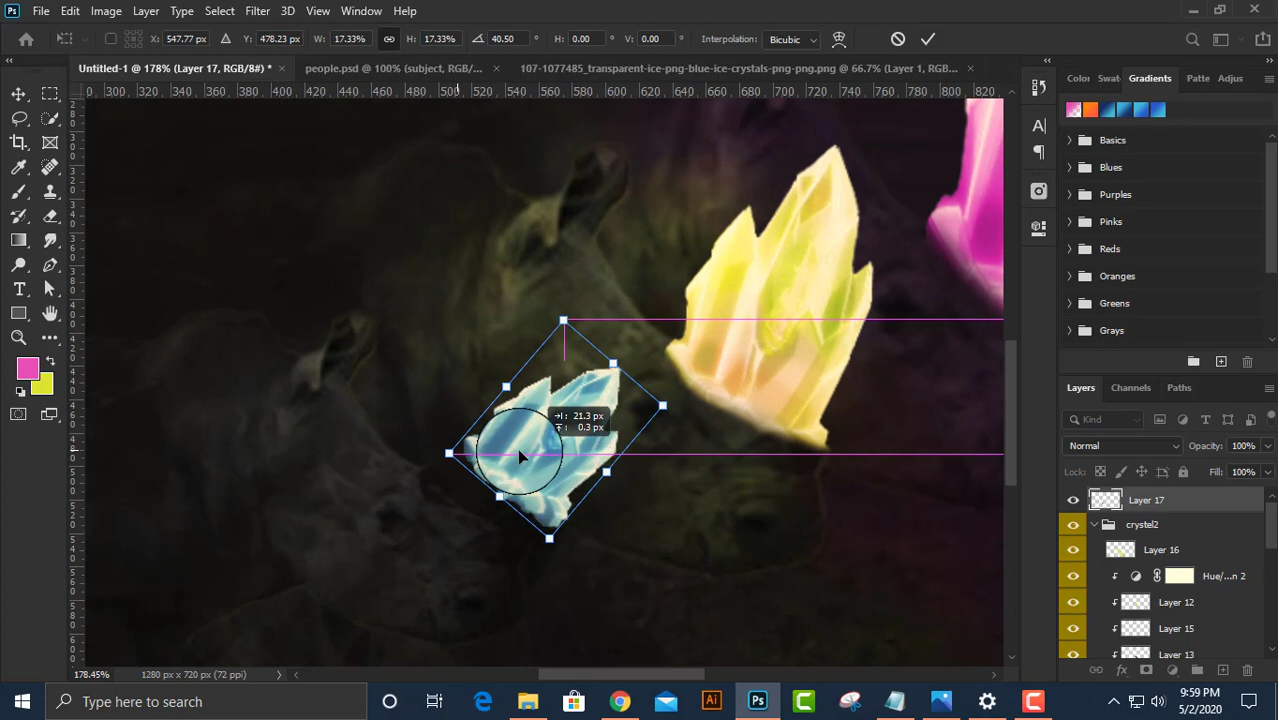 Ps File Edit Image Layer Type Select Filter 3D View Window Help
X: 547.77 px Y: 478.23 px W: 17.33% H: 17.33% 40.50 ° H: 0.00 ° V: 0.00 ° Interpolation: Bicubic
Untitled-1 @ 178% (Layer 17, RGB/8#) * × people.psd @ 100% (subject, RGB/... × 107-1077485_transparent-ice-png-blue-ice-crystals-png-png.png @ 66.7% (Layer 1, RGB... ×
0 300 320 340 360 380 400 420 440 460 480 500 520 540 560 580 600 620 640 660 680 700 720 740 760 780 800 820
Color Swatc Gradients Patte Adjus
Basics
Blues
Purples
Pinks
Reds
Oranges
Greens
Grays
→|: 21.3 px
0.3 px
Layers Channels Paths
Kind
Normal Opacity: 100%
Lock: Fill: 100%
Layer 17
crystel2
Layer 16
Hue/...n 2
Layer 12
Layer 15
Layer 13
178.45% 1280 px x 720 px (72 ppi)
Type here to search
Ai Ps C
9:59 PM
5/2/2020